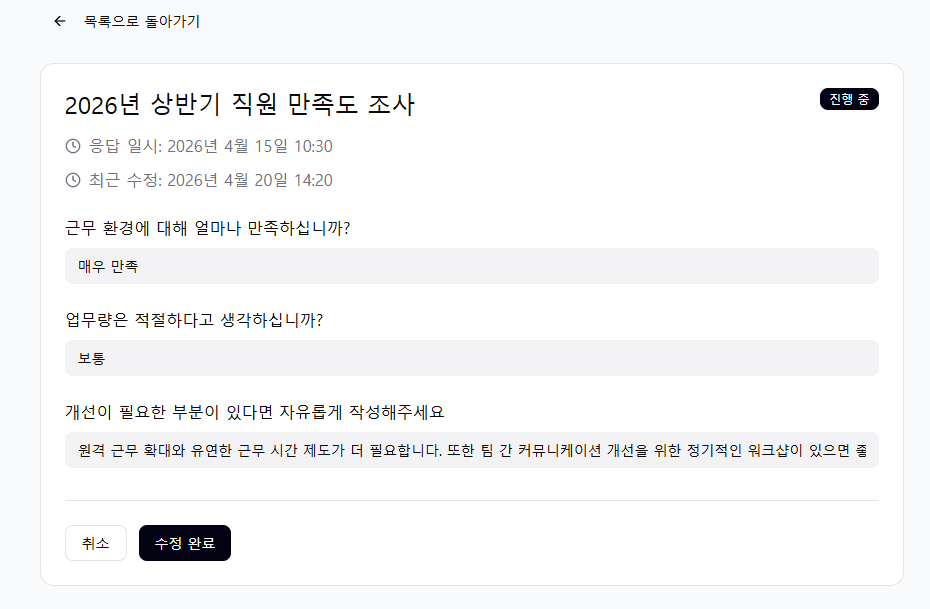 목록으로 돌아가기
2026년 상반기 직원 만족도 조사
진행 중
응답 일시: 2026년 4월 15일 10:30
최근 수정: 2026년 4월 20일 14:20
근무 환경에 대해 얼마나 만족하십니까?
매우 만족
업무량은 적절하다고 생각하십니까?
보통
개선이 필요한 부분이 있다면 자유롭게 작성해주세요
원격 근무 확대와 유연한 근무 시간 제도가 더 필요합니다. 또한 팀 간 커뮤니케이션 개선을 위한 정기적인 워크샵이 있으면 좋
취소
수정 완료